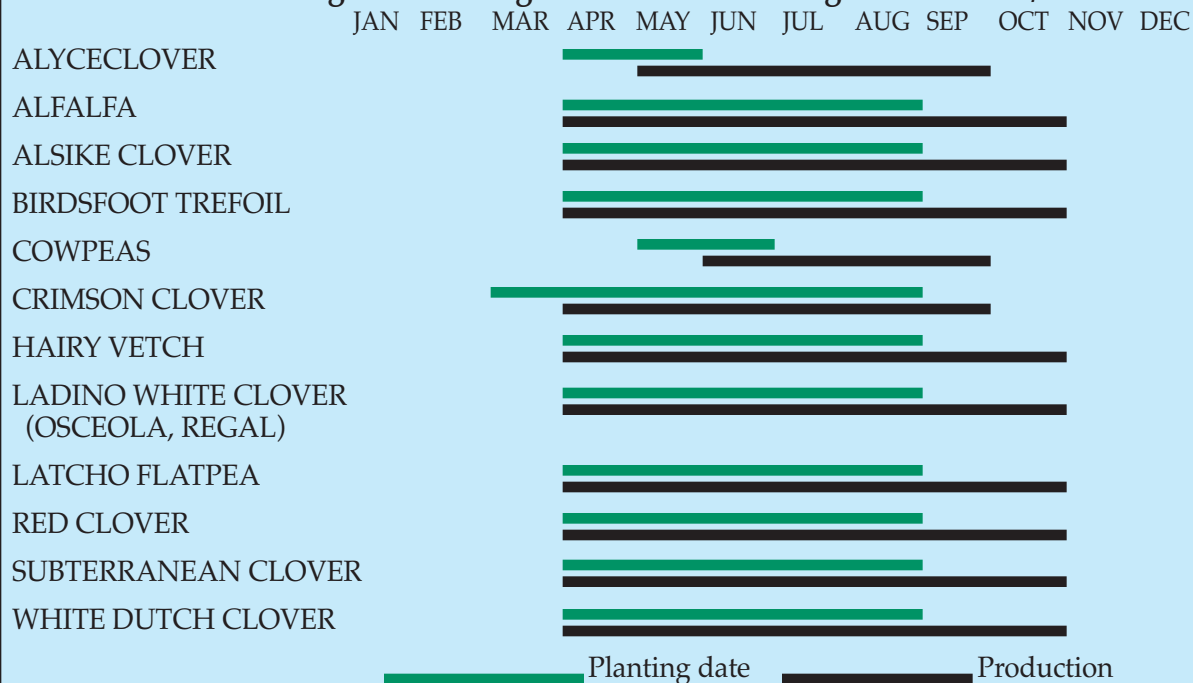 JAN FEB MAR APR MAY JUN JUL AUG SEP OCT NOV DEC
ALYCECLOVER
ALFALFA
ALSIKE CLOVER
BIRDSFOOT TREFOIL
COWPEAS
CRIMSON CLOVER
HAIRY VETCH
LADINO WHITE CLOVER
(OSCEOLA, REGAL)
LATCHO FLATPEA
RED CLOVER
SUBTERRANEAN CLOVER
WHITE DUTCH CLOVER
Planting date Production